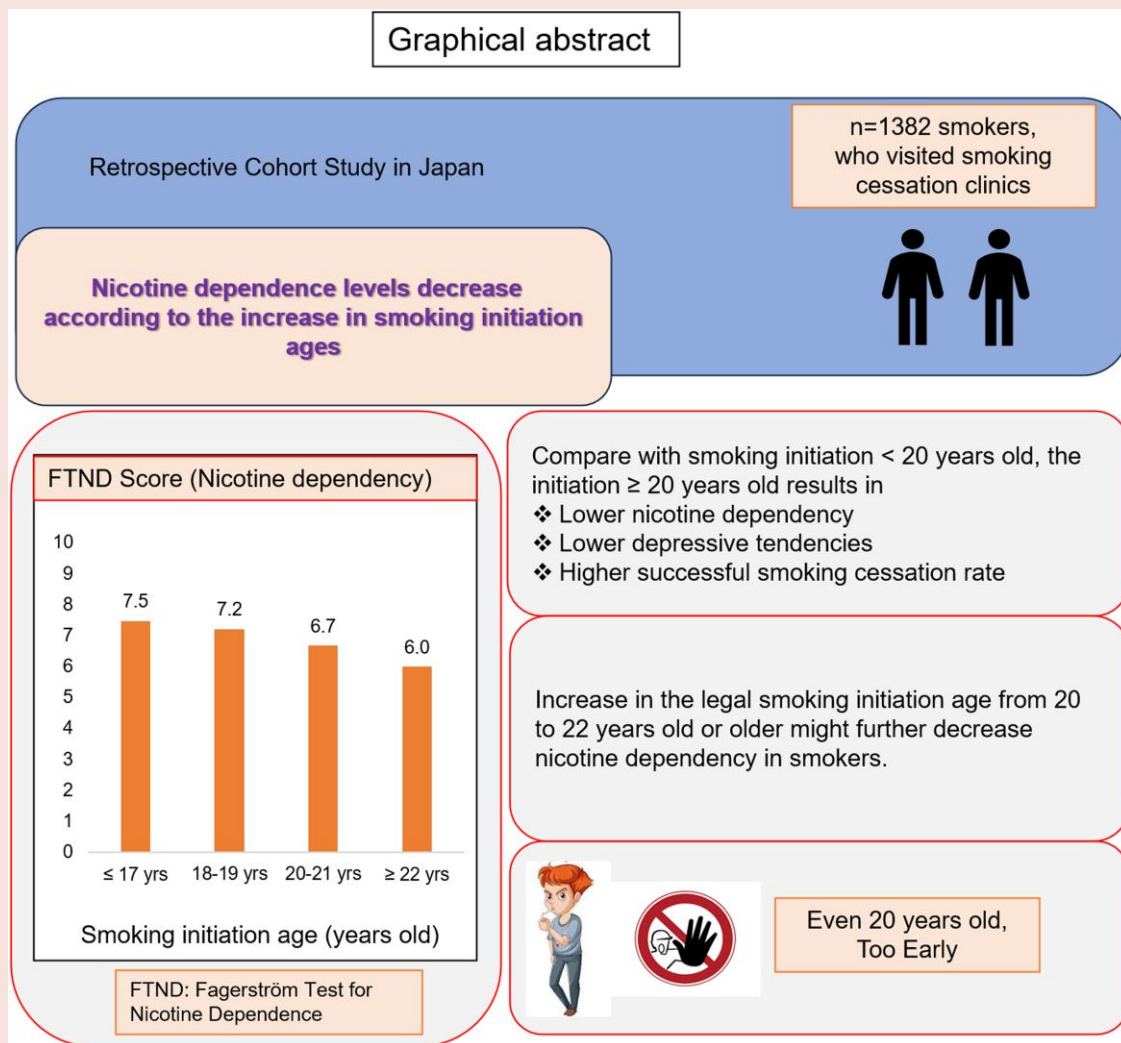 Graphical abstract
Retrospective Cohort Study in Japan
n=1382 smokers,
who visited smoking
cessation clinics
Nicotine dependence levels decrease
according to the increase in smoking initiation
ages
FTND Score (Nicotine dependency)
10
9
8
7
6
5
4
3
2
1
0
7.5
7.2
6.7
6.0
≤ 17 yrs 18-19 yrs 20-21 yrs ≥ 22 yrs
Smoking initiation age (years old)
FTND: Fagerström Test for
Nicotine Dependence
Compare with smoking initiation < 20 years old, the
initiation ≥ 20 years old results in
❖ Lower nicotine dependency
❖ Lower depressive tendencies
❖ Higher successful smoking cessation rate
Increase in the legal smoking initiation age from 20
to 22 years old or older might further decrease
nicotine dependency in smokers.
Even 20 years old,
Too Early